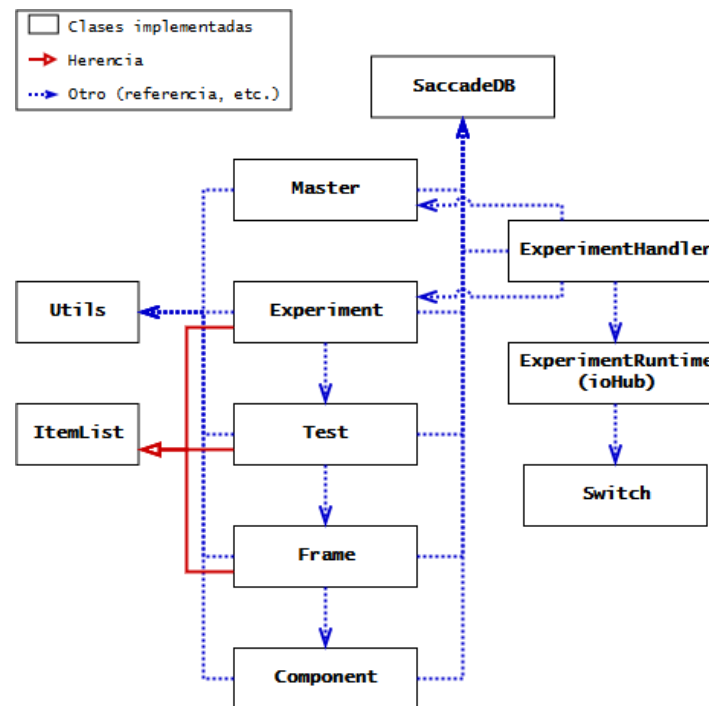 Clases implementadas
Herencia
Otro (referencia, etc.)
SaccadeDB
Master
ExperimentHandler
Utils
Experiment
ExperimentRuntime
(ioHub)
ItemList
Test
Switch
Frame
Component